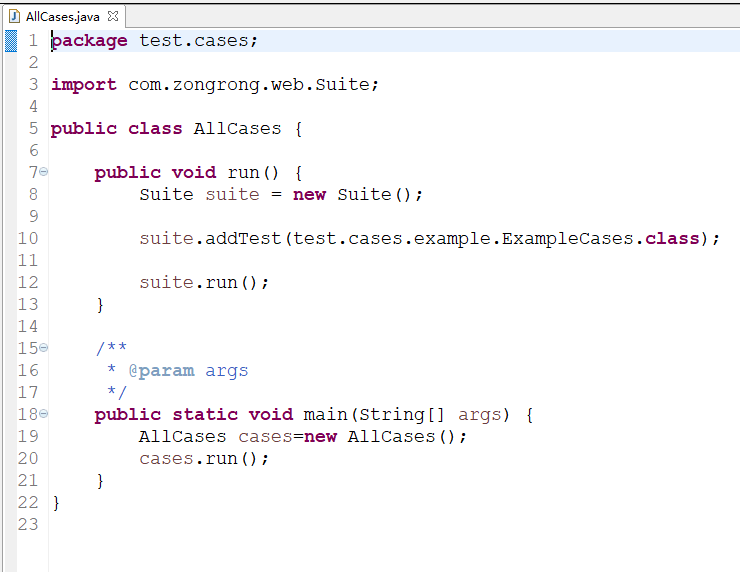 AllCases.java
1 package test.cases;
2
3 import com.zongrong.web.Suite;
4
5 public class AllCases {
6
7     public void run() {
8         Suite suite = new Suite();
9
10         suite.addTest(test.cases.example.ExampleCases.class);
11
12         suite.run();
13     }
14
15     /**
16      * @param args
17      */
18     public static void main(String[] args) {
19         AllCases cases=new AllCases();
20         cases.run();
21     }
22 }
23